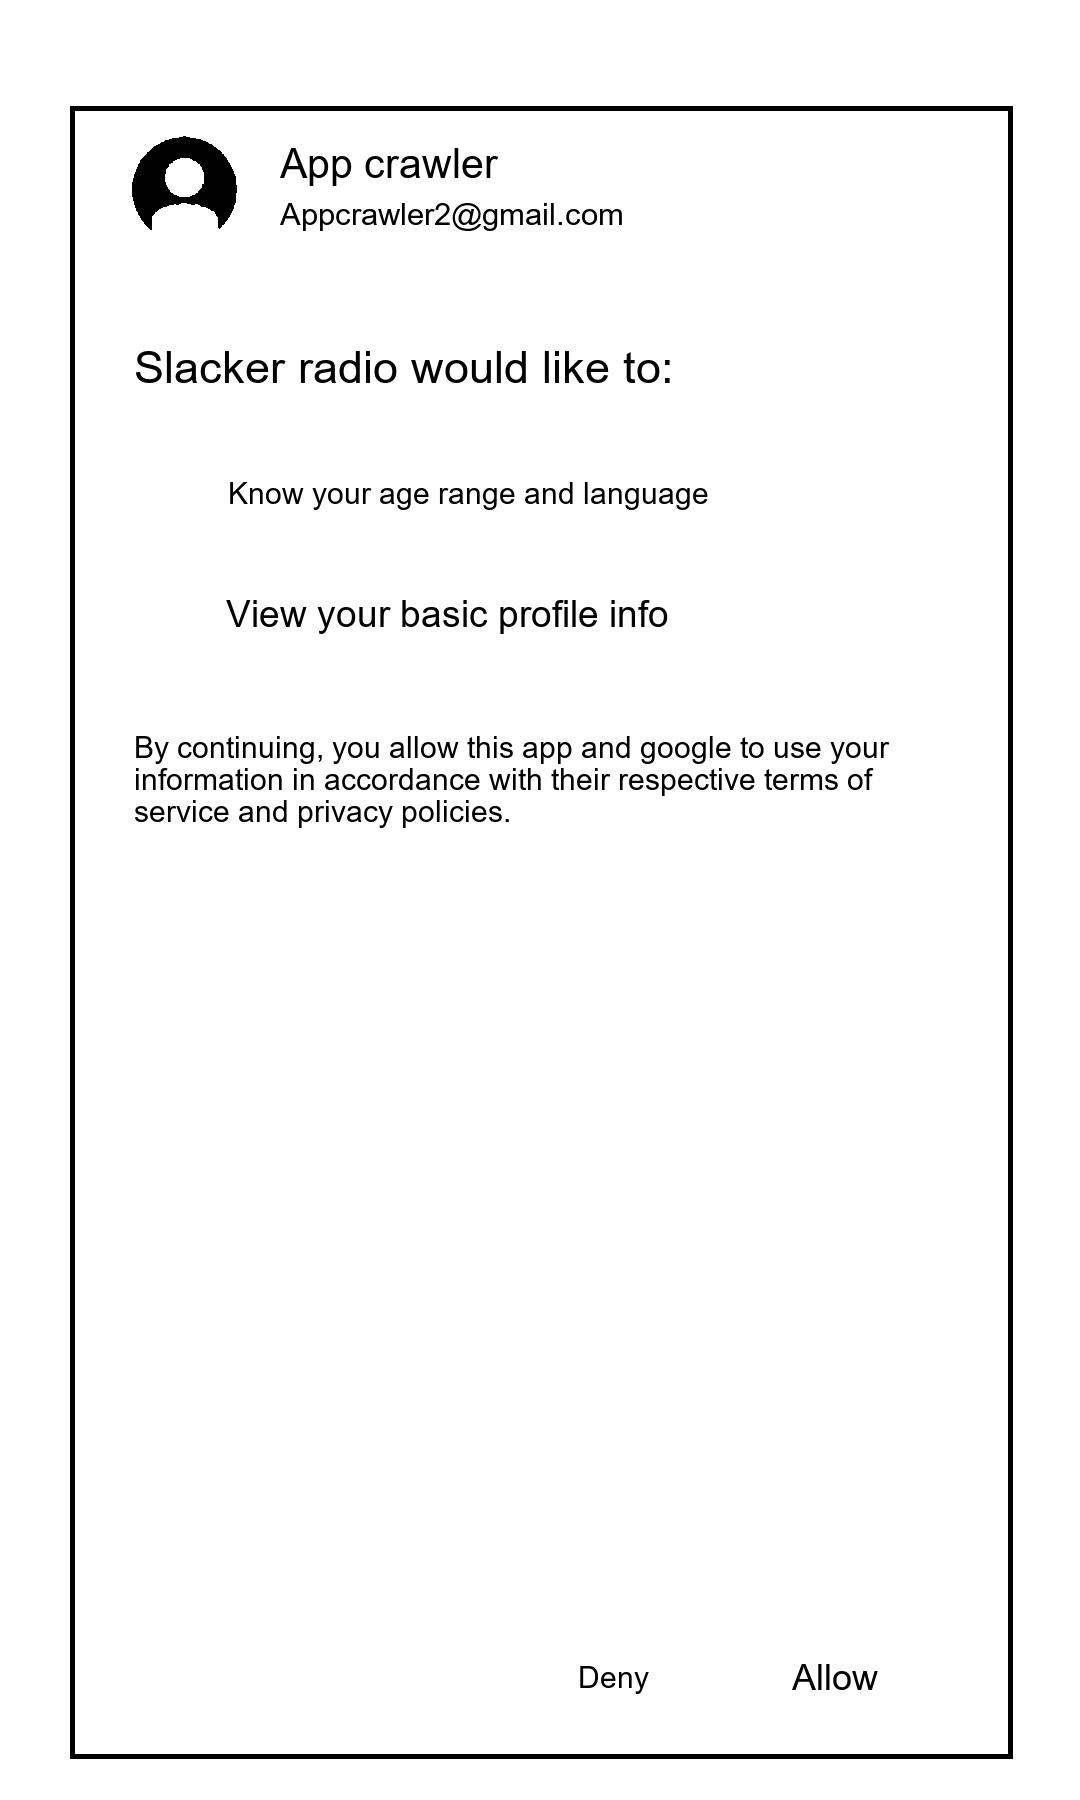 App crawler
Appcrawler2@gmail.com
Slacker radio would like to:
Know your age range and language
View your basic profile info
By continuing, you allow this app and google to use your
information in accordance with their respective terms of
service and privacy policies.
Deny Allow